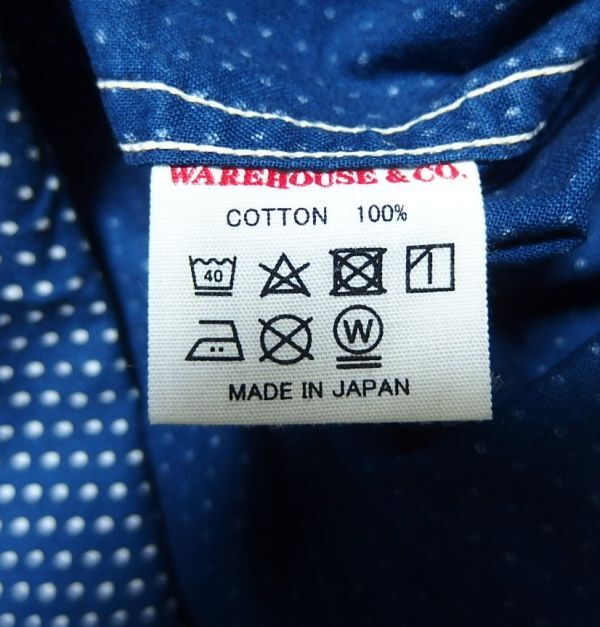 WAREHOUSE & CO.
COTTON 100%
40
W
MADE IN JAPAN